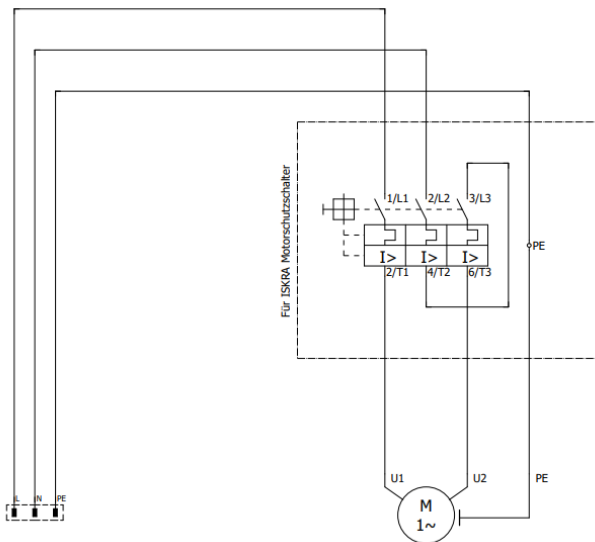 1/L1 2/L2 3/L3
Für ISKRA Motorschutzschalter
I> I> I>
2/T1 4/T2 6/T3
PE
U1 U2 PE
M
1~
L N PE